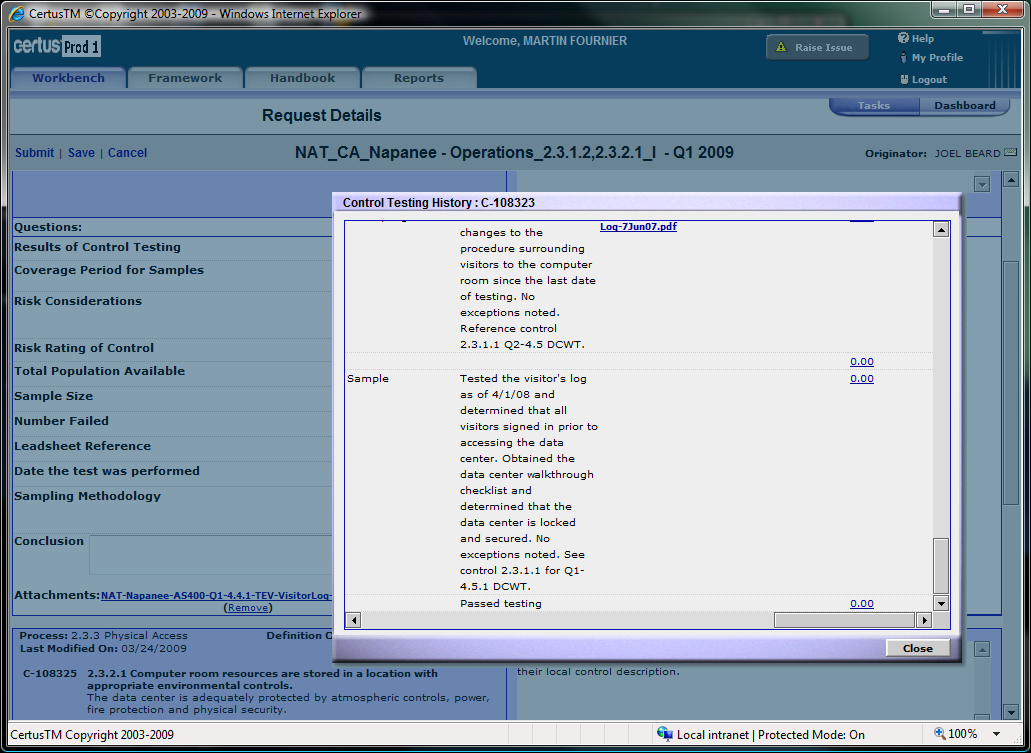 CertusTM ©Copyright 2003-2009 - Windows Internet Explorer
certus Prod 1
Welcome, MARTIN FOURNIER
Raise Issue
Help
My Profile
Logout
Workbench Framework Handbook Reports
Tasks Dashboard
Request Details
Submit | Save | Cancel
NAT_CA_Napanee - Operations_2.3.1.2,2.3.2.1_I - Q1 2009
Originator: JOEL BEARD
Questions:
Results of Control Testing
Coverage Period for Samples
Risk Considerations
Risk Rating of Control
Total Population Available
Sample Size
Number Failed
Leadsheet Reference
Date the test was performed
Sampling Methodology
Conclusion
Attachments: NAT-Napanee-AS400-Q1-4.4.1-TEV-VisitorLog-
(Remove)
Process: 2.3.3 Physical Access
Definition O
Last Modified On: 03/24/2009
C-108325 2.3.2.1 Computer room resources are stored in a location with
appropriate environmental controls.
The data center is adequately protected by atmospheric controls, power,
fire protection and physical security.
their local control description.
Control Testing History : C-108323
Log-7Jun07.pdf
changes to the
procedure surrounding
visitors to the computer
room since the last date
of testing. No
exceptions noted.
Reference control
2.3.1.1 Q2-4.5 DCWT.
0.00
Sample
Tested the visitor's log
0.00
as of 4/1/08 and
determined that all
visitors signed in prior to
accessing the data
center. Obtained the
data center walkthrough
checklist and
determined that the
data center is locked
and secured. No
exceptions noted. See
control 2.3.1.1 for Q1-
4.5.1 DCWT.
Passed testing
0.00
Close
CertusTM Copyright 2003-2009
Local intranet | Protected Mode: On
100%